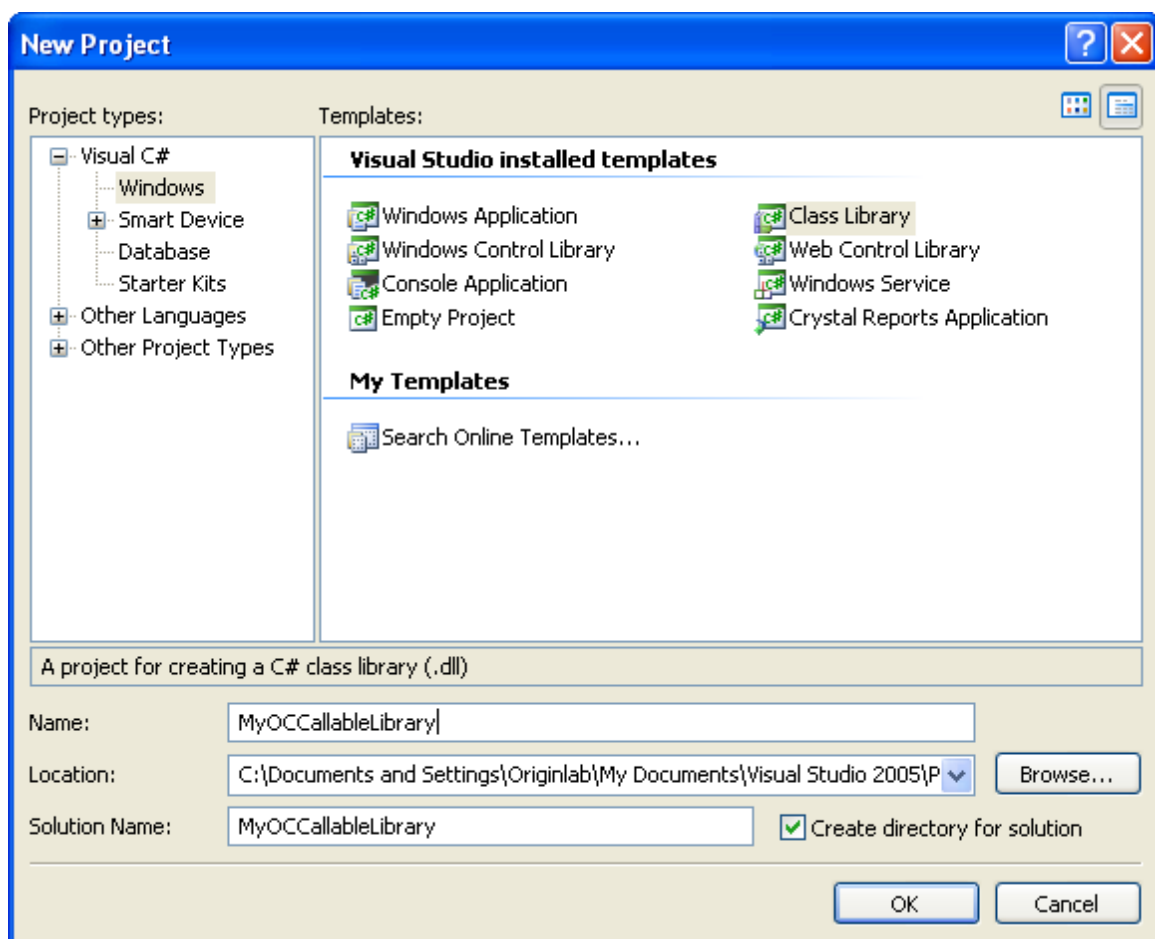 New Project
Project types:
Templates:
Visual C#
Windows
Smart Device
Database
Starter Kits
Other Languages
Other Project Types
Visual Studio installed templates
Windows Application
Class Library
Windows Control Library
Web Control Library
Console Application
Windows Service
Empty Project
Crystal Reports Application
My Templates
Search Online Templates...
A project for creating a C# class library (.dll)
Name:
MyOCCallableLibrary
Location:
C:\Documents and Settings\Originlab\My Documents\Visual Studio 2005\P
Browse...
Solution Name:
MyOCCallableLibrary
Create directory for solution
OK
Cancel